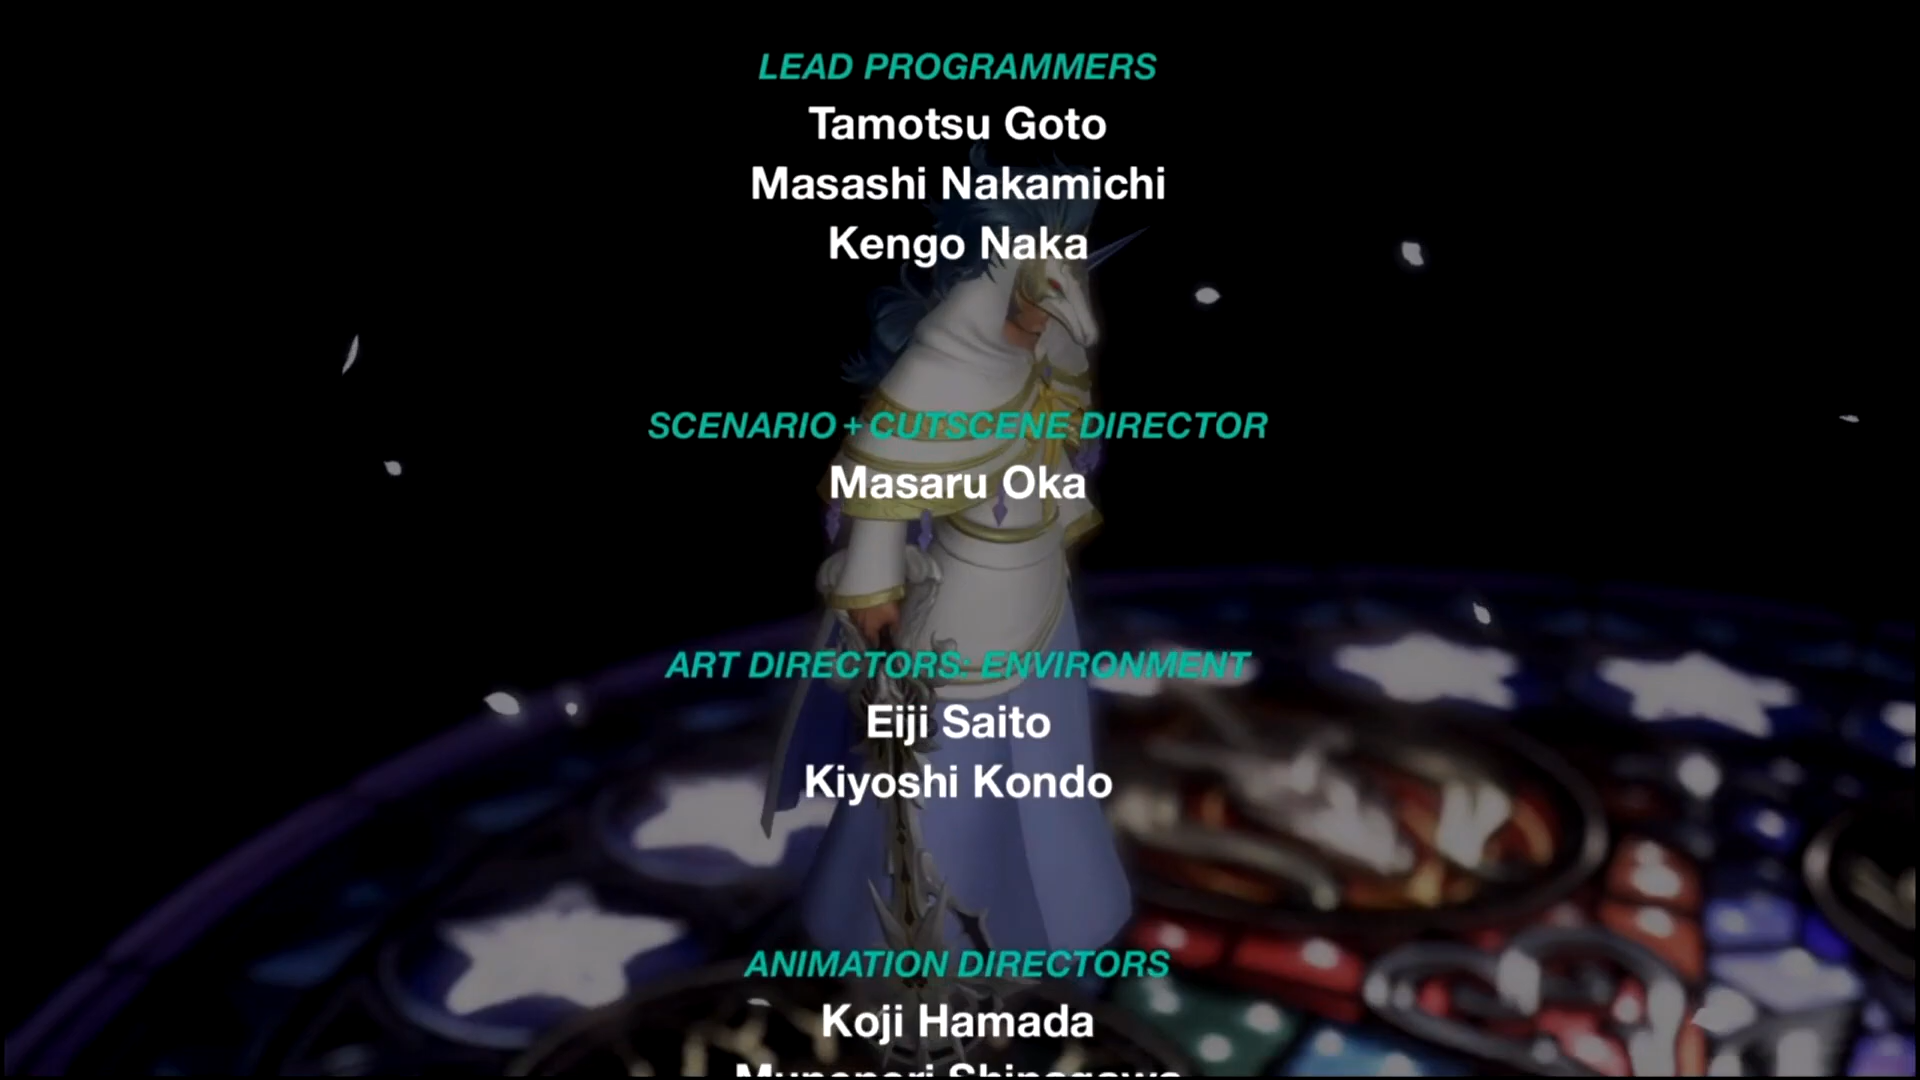 LEAD PROGRAMMERS
Tamotsu Goto
Masashi Nakamichi
Kengo Naka
SCENARIO + CUTSCENE DIRECTOR
Masaru Oka
ART DIRECTORS: ENVIRONMENT
Eiji Saito
Kiyoshi Kondo
ANIMATION DIRECTORS
Koji Hamada